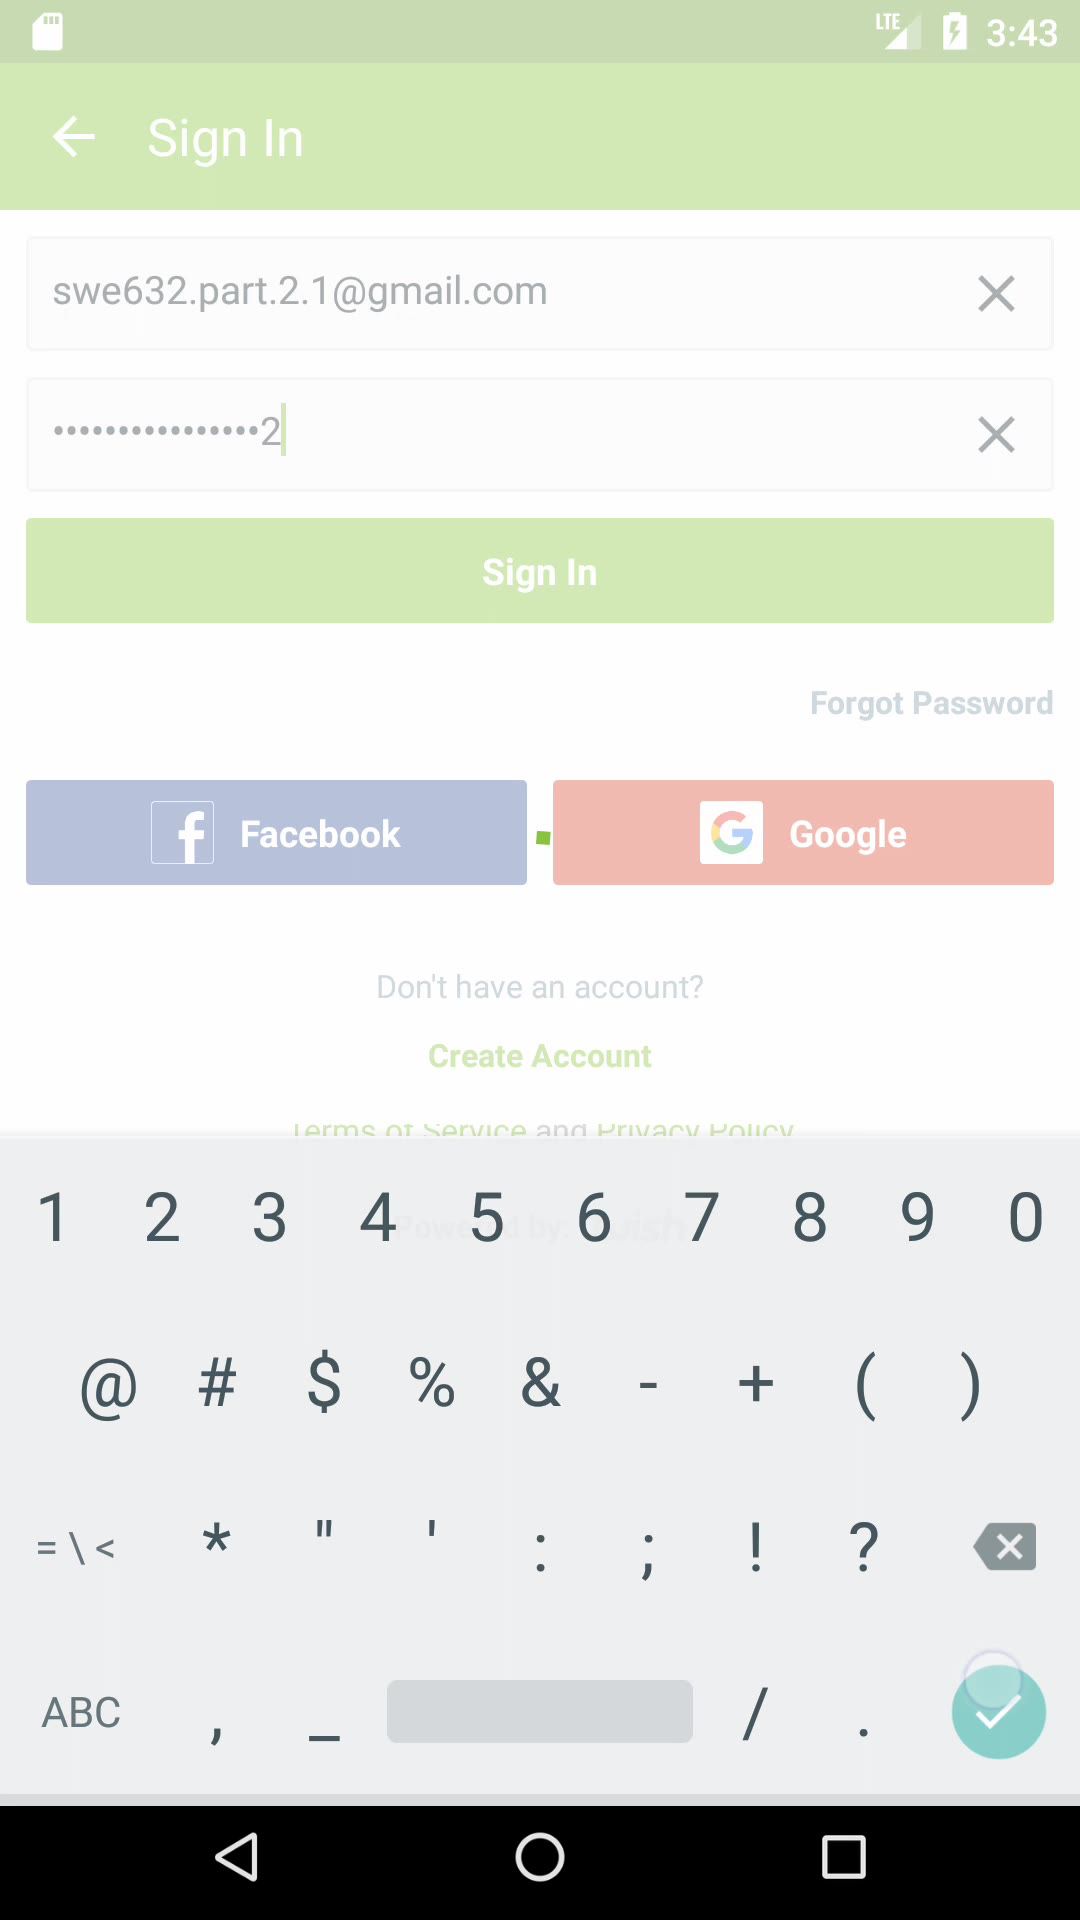 LTE 3:43
Sign In
swe632.part.2.1@gmail.com
••••••••••••••••2
Sign In
Forgot Password
Facebook
Google
Don't have an account?
Create Account
Terms of Service and Privacy Policy
Powered by:
1 2 3 4 5 6 7 8 9 0
@ # $ % & - + ( )
= \ < * " ' : ; ! ?
ABC , _ / .